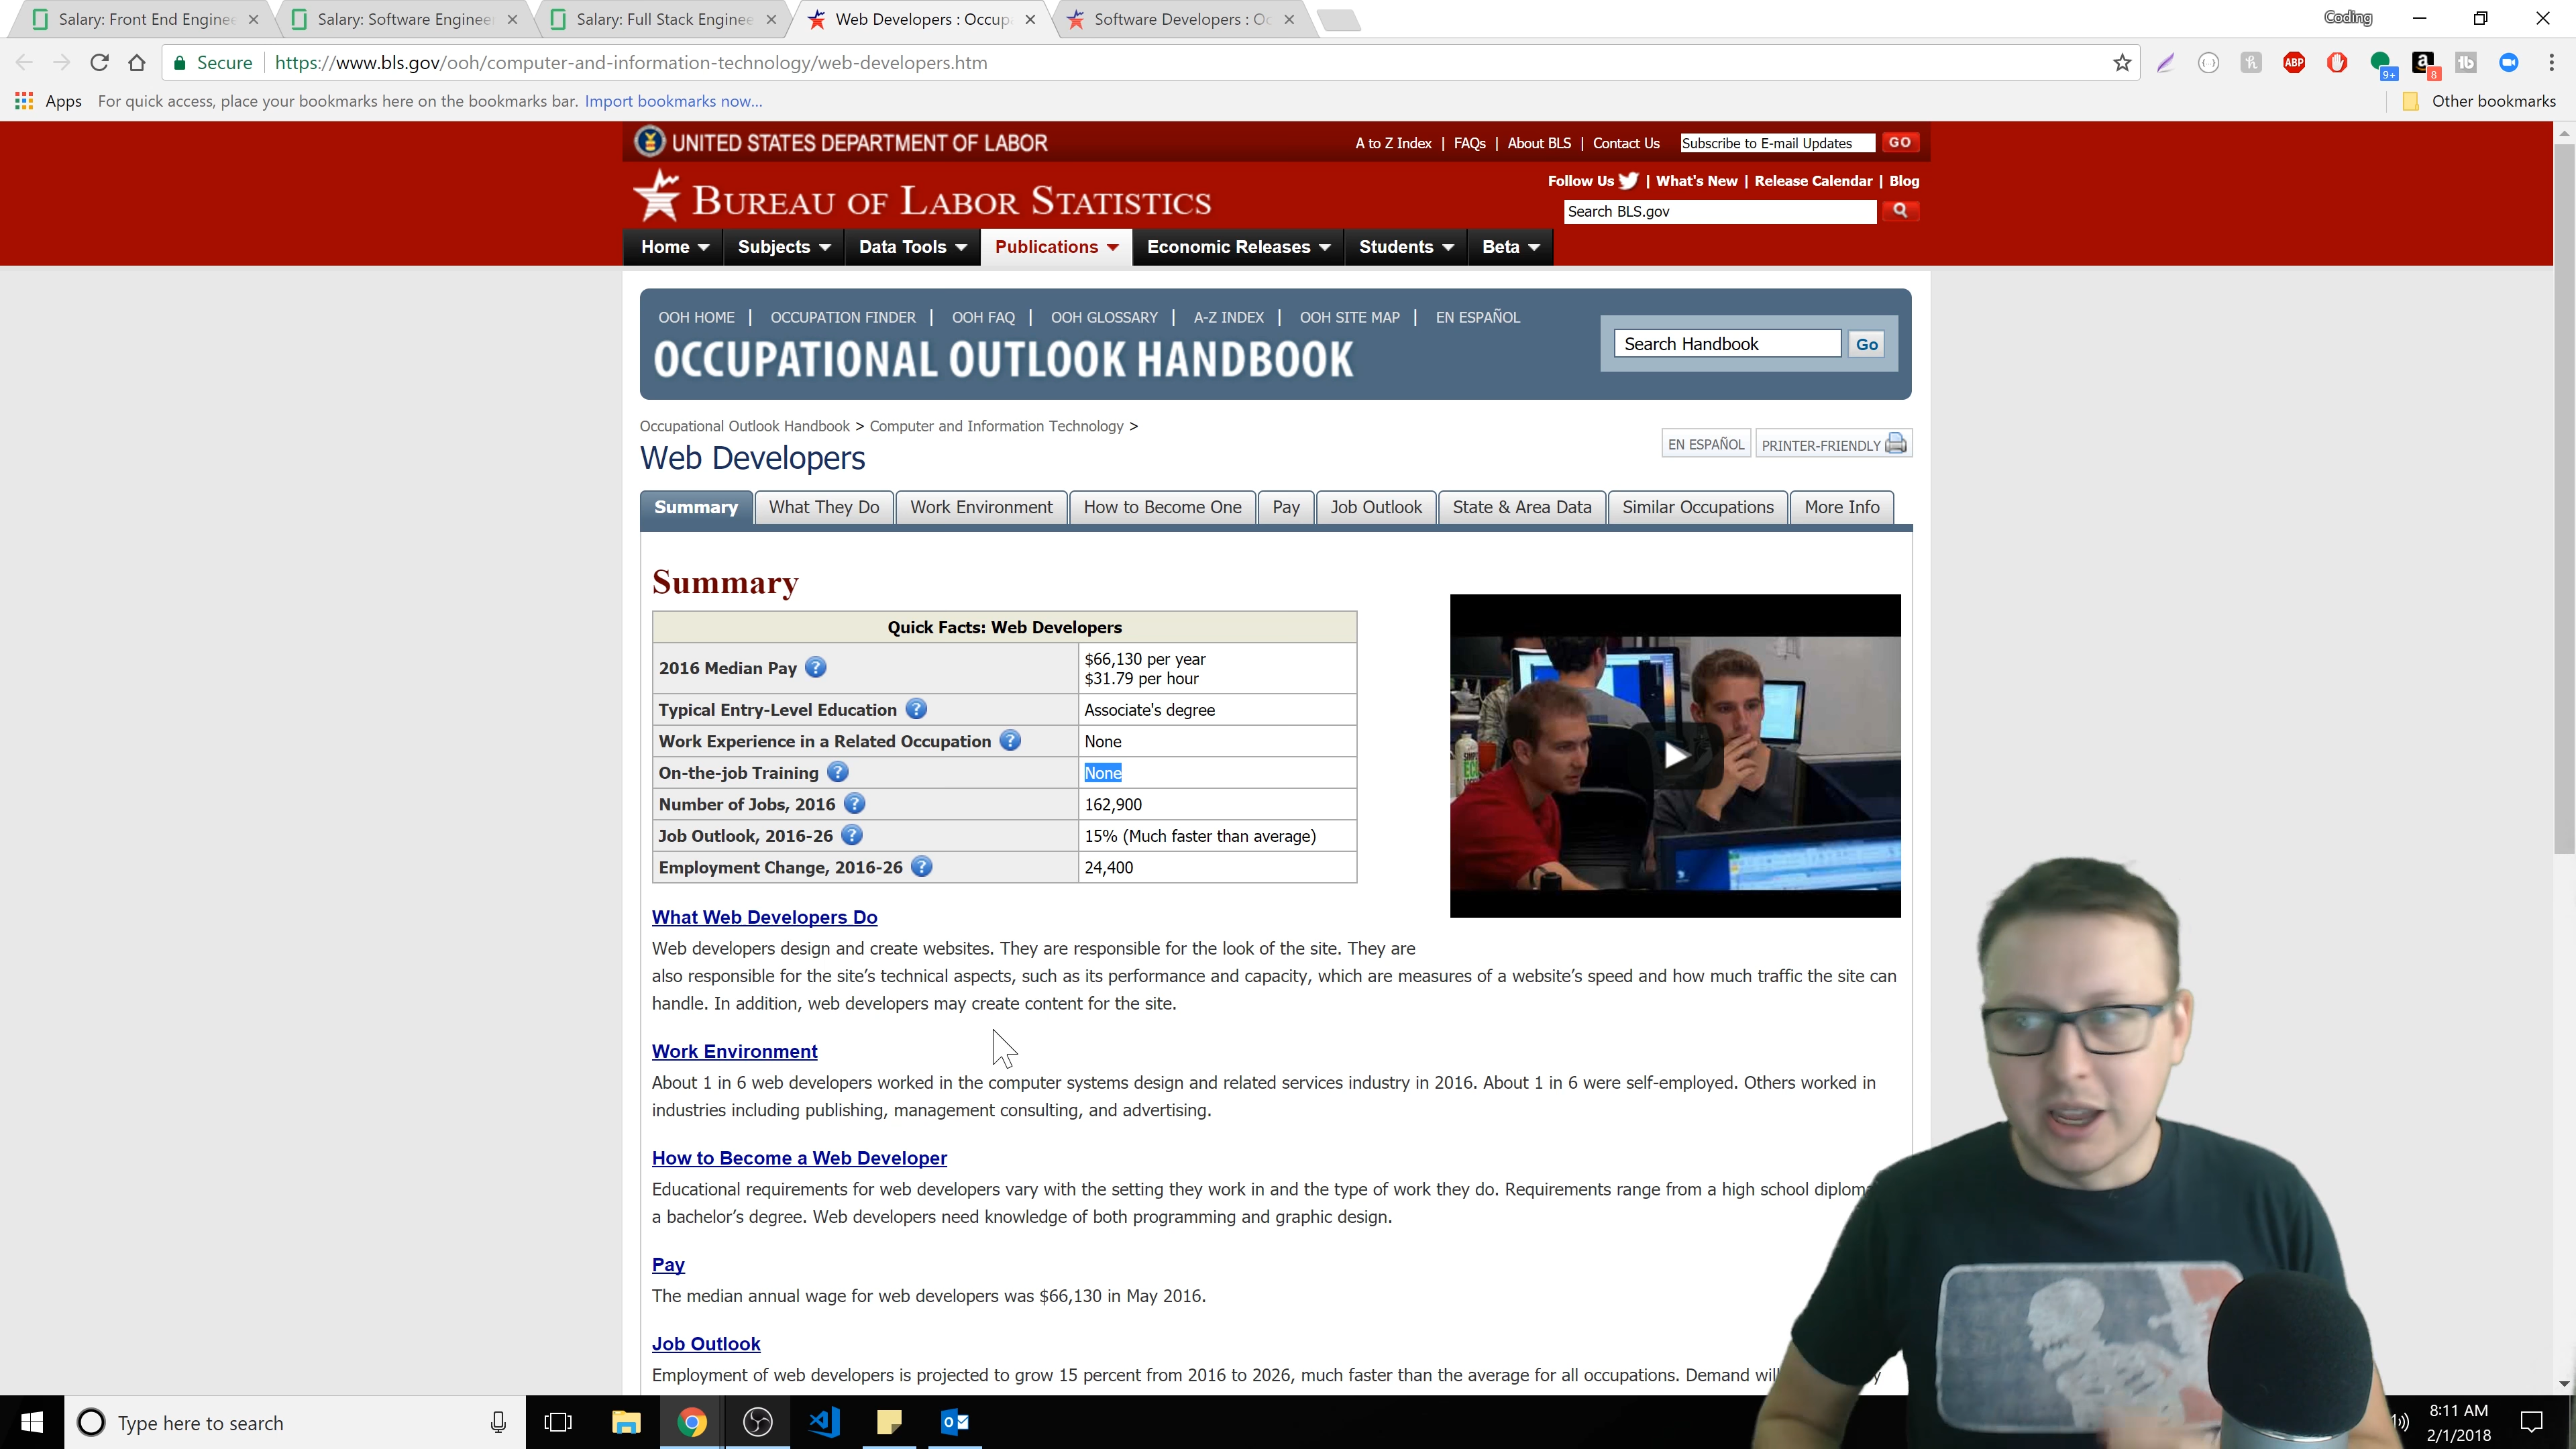 Salary: Front End Enginee
Salary: Software Enginee
Salary: Full Stack Enginee
Web Developers : Occup
Software Developers : Oc
Coding
Secure
https://www.bls.gov/ooh/computer-and-information-technology/web-developers.htm
ABP
9+
8
Apps
For quick access, place your bookmarks here on the bookmarks bar. Import bookmarks now...
Other bookmarks
UNITED STATES DEPARTMENT OF LABOR
A to Z Index | FAQs | About BLS | Contact Us
Subscribe to E-mail Updates
GO
BUREAU OF LABOR STATISTICS
Follow Us | What's New | Release Calendar | Blog
Search BLS.gov
Home
Subjects
Data Tools
Publications
Economic Releases
Students
Beta
OOH HOME | OCCUPATION FINDER | OOH FAQ | OOH GLOSSARY | A-Z INDEX | OOH SITE MAP | EN ESPAÑOL
OCCUPATIONAL OUTLOOK HANDBOOK
Search Handbook
Go
Occupational Outlook Handbook > Computer and Information Technology >
Web Developers
EN ESPAÑOL
PRINTER-FRIENDLY
Summary
What They Do
Work Environment
How to Become One
Pay
Job Outlook
State & Area Data
Similar Occupations
More Info
Summary
Quick Facts: Web Developers
2016 Median Pay
$66,130 per year
$31.79 per hour
Typical Entry-Level Education
Associate's degree
Work Experience in a Related Occupation
None
On-the-job Training
None
Number of Jobs, 2016
162,900
Job Outlook, 2016-26
15% (Much faster than average)
Employment Change, 2016-26
24,400
What Web Developers Do
Web developers design and create websites. They are responsible for the look of the site. They are
also responsible for the site’s technical aspects, such as its performance and capacity, which are measures of a website’s speed and how much traffic the site can
handle. In addition, web developers may create content for the site.
Work Environment
About 1 in 6 web developers worked in the computer systems design and related services industry in 2016. About 1 in 6 were self-employed. Others worked in
industries including publishing, management consulting, and advertising.
How to Become a Web Developer
Educational requirements for web developers vary with the setting they work in and the type of work they do. Requirements range from a high school diplom
a bachelor’s degree. Web developers need knowledge of both programming and graphic design.
Pay
The median annual wage for web developers was $66,130 in May 2016.
Job Outlook
Employment of web developers is projected to grow 15 percent from 2016 to 2026, much faster than the average for all occupations. Demand wil
Type here to search
8:11 AM
2/1/2018